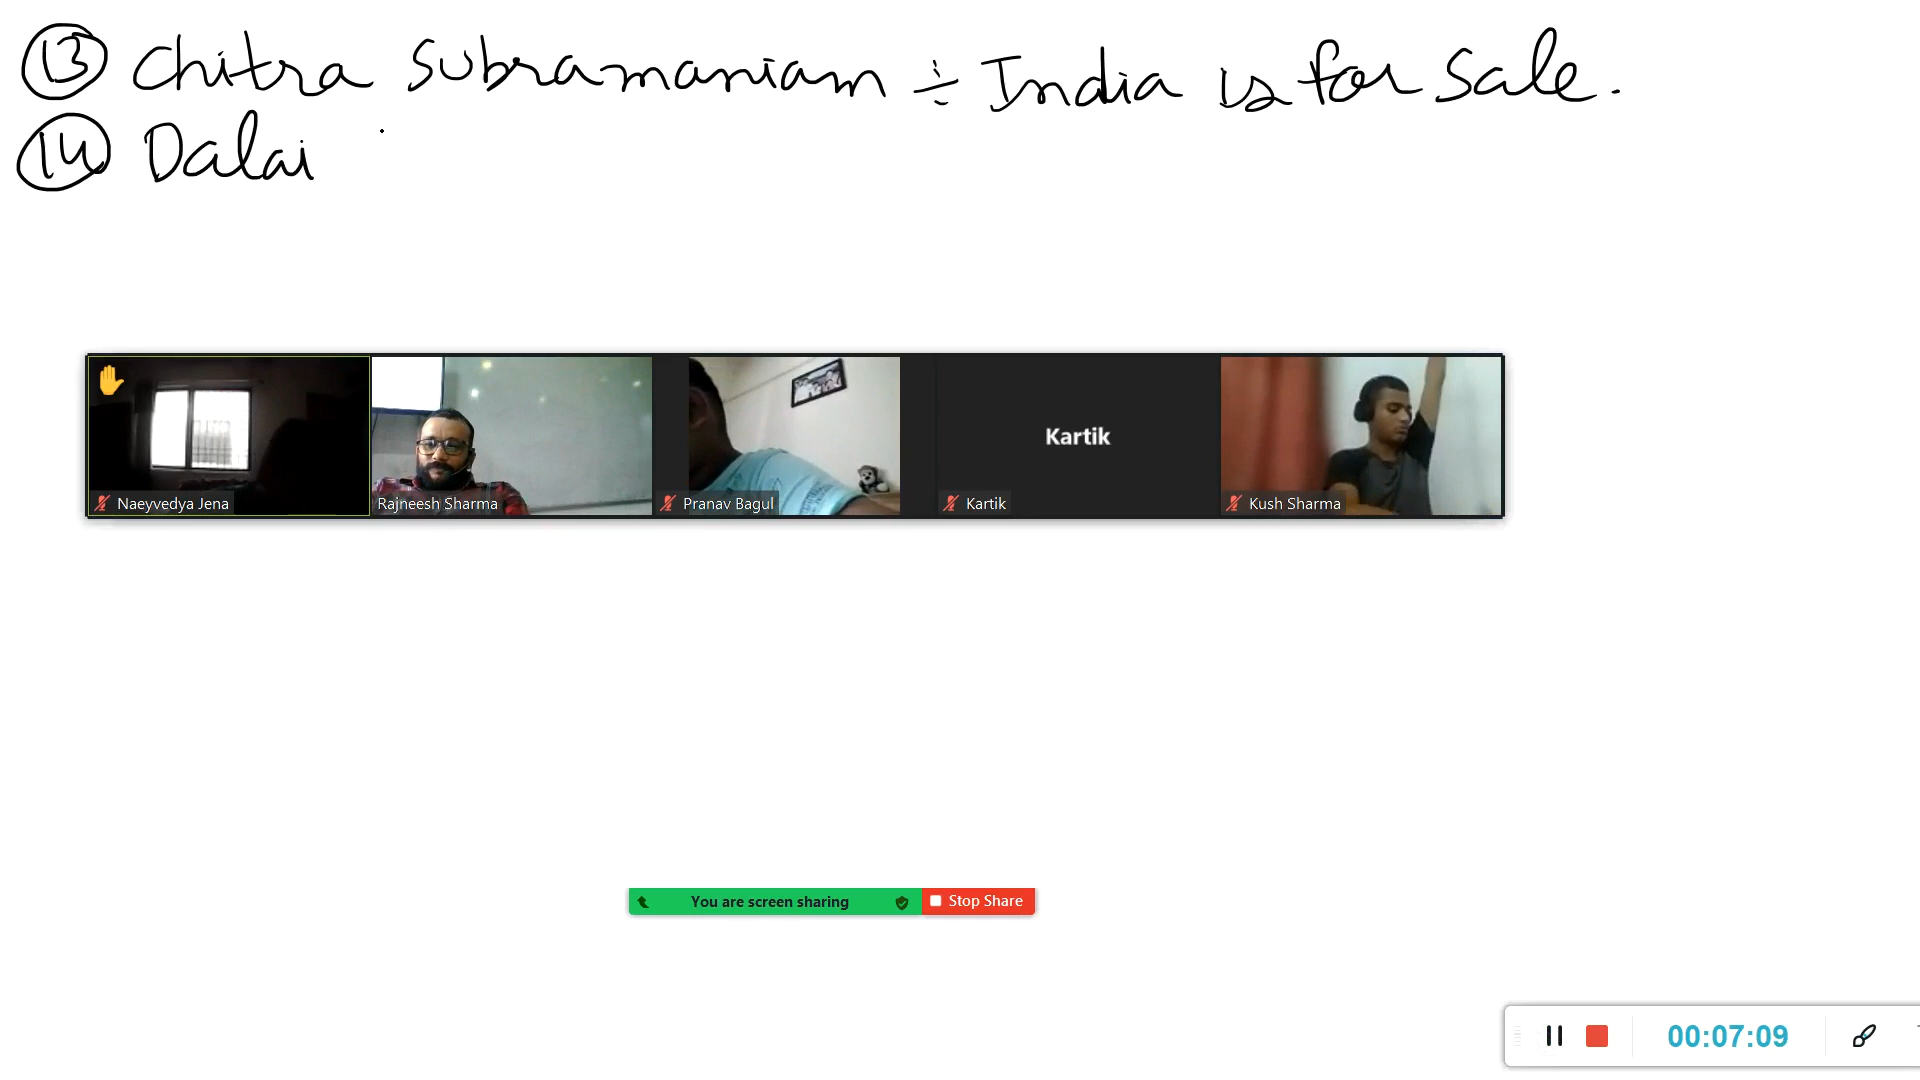 13 Chitra Subramaniam ÷ India is for Sale.
14 Dalai
Kartik
Naeyvedya Jena
Rajneesh Sharma
Pranav Bagul
Kartik
Kush Sharma
You are screen sharing
Stop Share
00:07:09